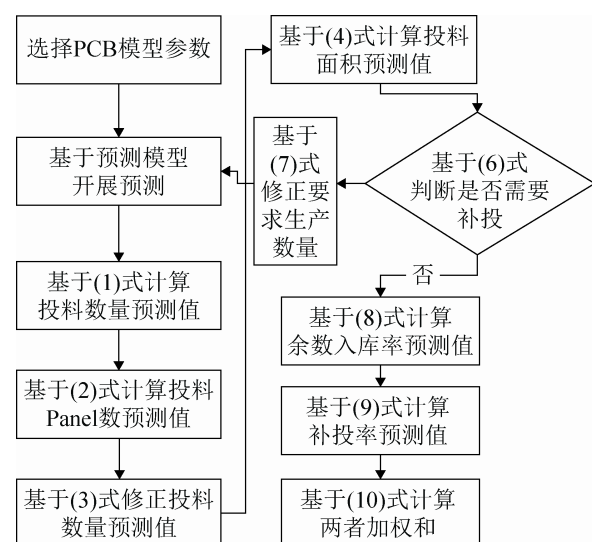 选择PCB模型参数
基于预测模型
开展预测
基于(1)式计算
投料数量预测值
基于(2)式计算投料
Panel数预测值
基于(3)式修正投料
数量预测值
基于(4)式计算投料
面积预测值
基于(6)式
判断是否需要
补投
基于
(7)式
修正要
求生产
数量
否
基于(8)式计算
余数入库率预测值
基于(9)式计算
补投率预测值
基于(10)式计算
两者加权和